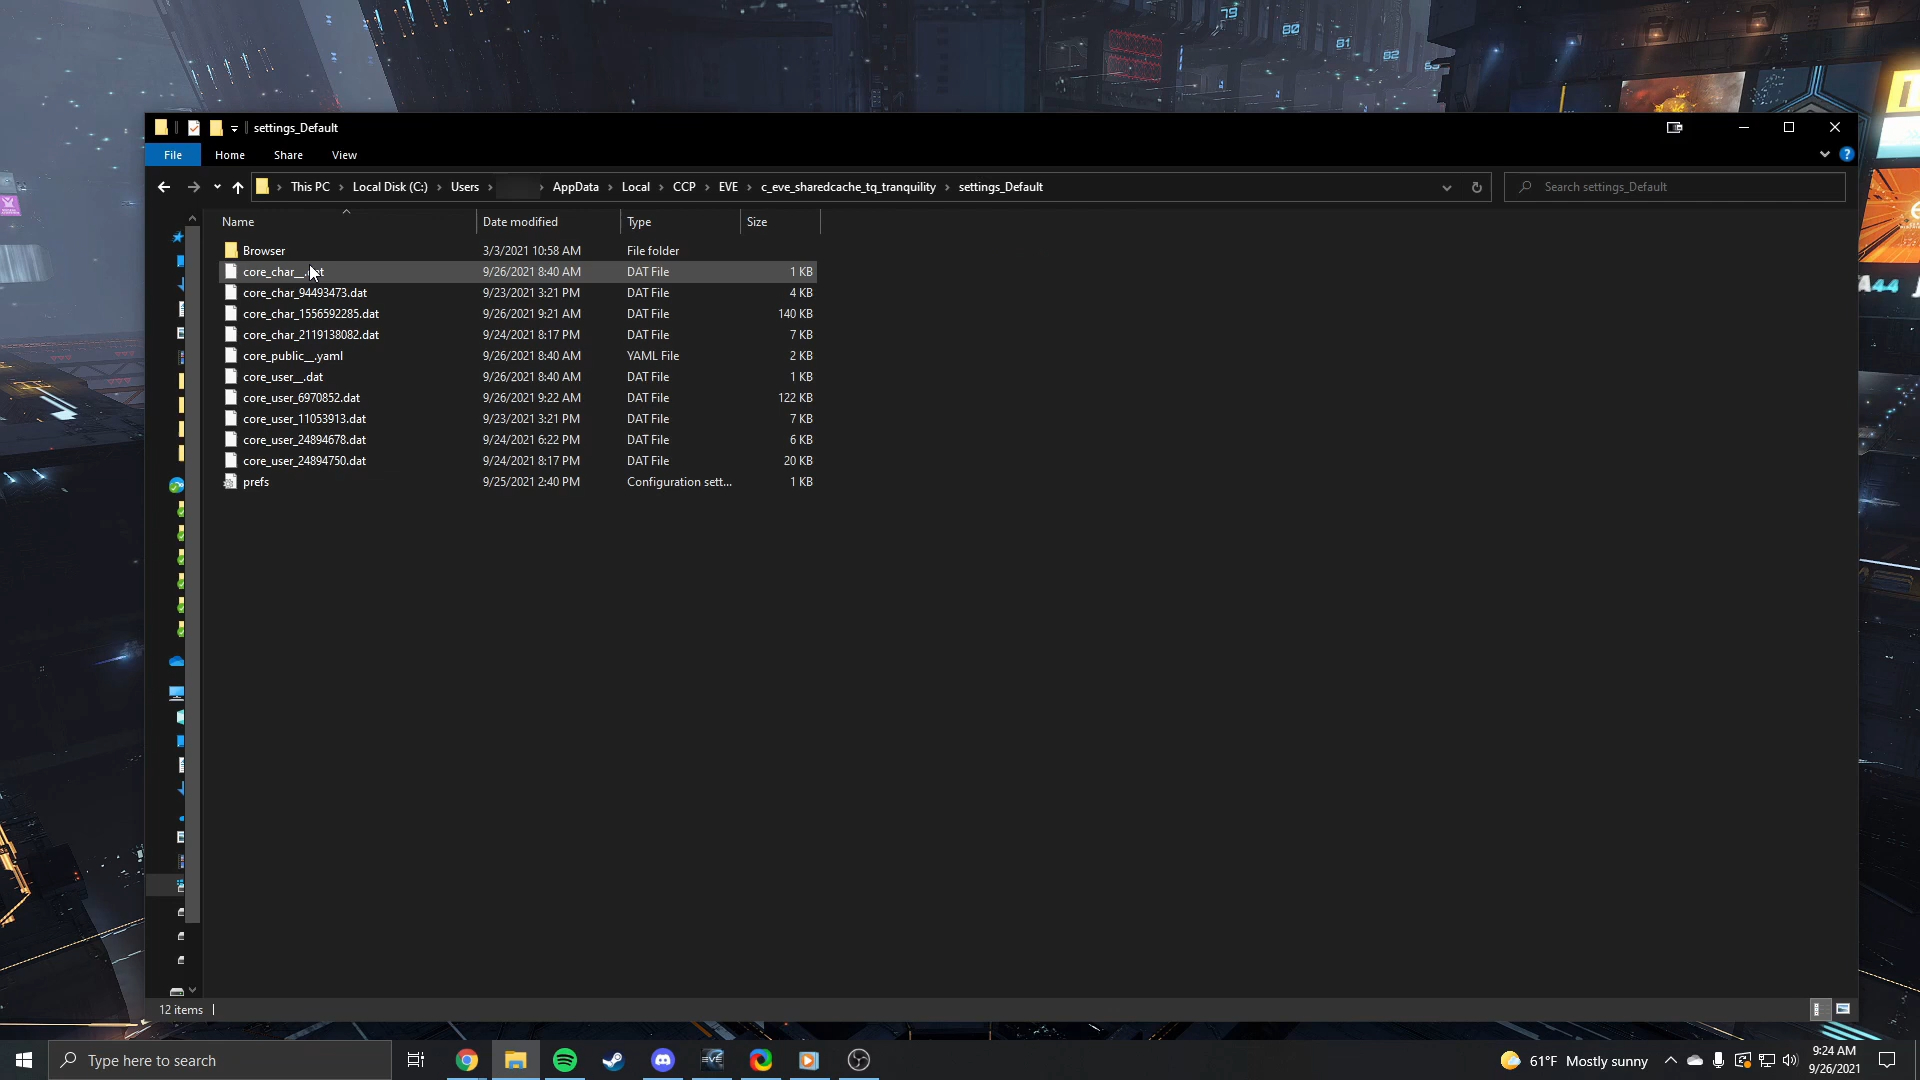 79
80
81
82
settings_Default
File Home Share View
This PC › Local Disk (C:) › Users › › AppData › Local › CCP › EVE › c_eve_sharedcache_tq_tranquility › settings_Default
Search settings_Default
Name Date modified Type Size
Browser 3/3/2021 10:58 AM File folder
core_char__.dat 9/26/2021 8:40 AM DAT File 1 KB
core_char_94493473.dat 9/23/2021 3:21 PM DAT File 4 KB
core_char_1556592285.dat 9/26/2021 9:21 AM DAT File 140 KB
core_char_2119138082.dat 9/24/2021 8:17 PM DAT File 7 KB
core_public__.yaml 9/26/2021 8:40 AM YAML File 2 KB
core_user__.dat 9/26/2021 8:40 AM DAT File 1 KB
core_user_6970852.dat 9/26/2021 9:22 AM DAT File 122 KB
core_user_11053913.dat 9/23/2021 3:21 PM DAT File 7 KB
core_user_24894678.dat 9/24/2021 6:22 PM DAT File 6 KB
core_user_24894750.dat 9/24/2021 8:17 PM DAT File 20 KB
prefs 9/25/2021 2:40 PM Configuration sett... 1 KB
12 items
Type here to search
EVE
61°F Mostly sunny
9:24 AM
9/26/2021